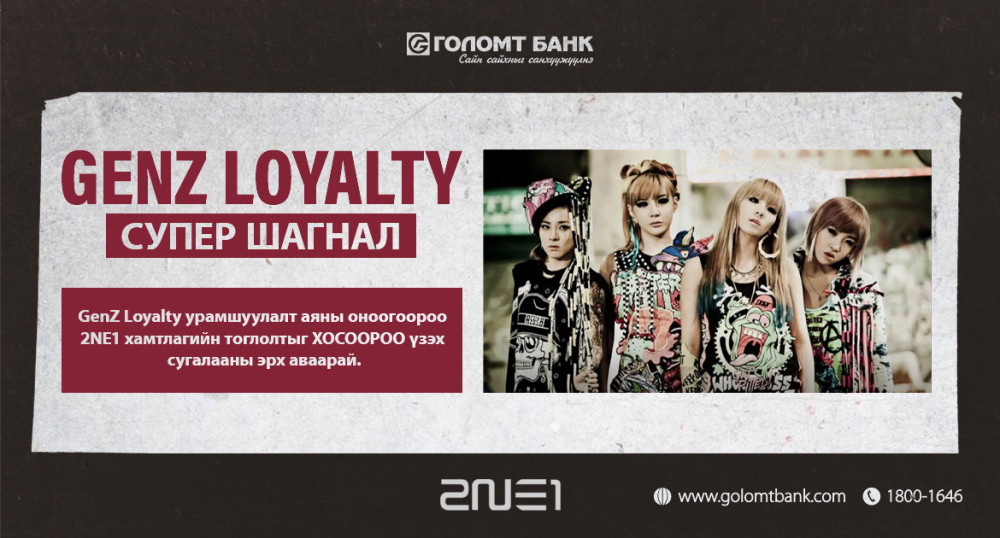 ГОЛОМТ БАНК
Сайн сайхныг санхүүжүүлнэ
GENZ LOYALTY
СУПЕР ШАГНАЛ
GenZ Loyalty урамшуулалт аяны оноогоороо
2NE1 хамтлагийн тоглолтыг ХОСООРОО үзэх
сугалааны эрх аваарай.
2NE1
www.golomtbank.com 1800-1646